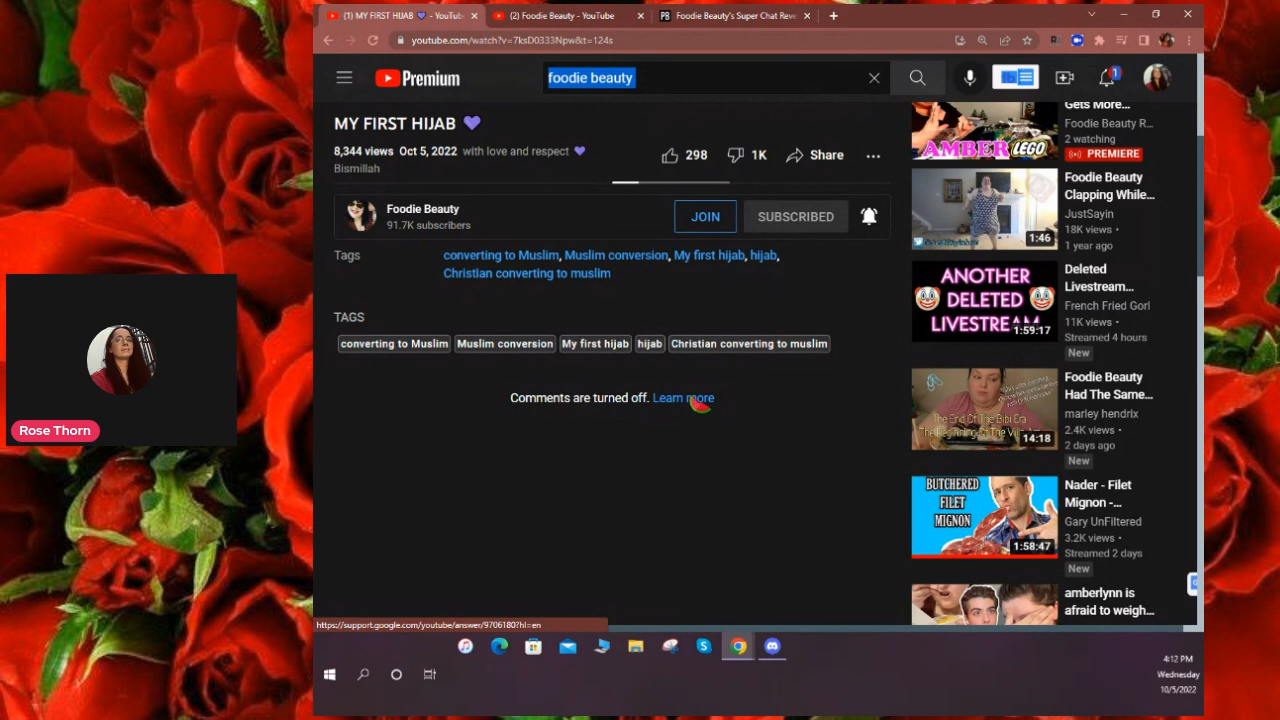 (1) MY FIRST HIJAB 💜 - YouTub
(2) Foodie Beauty - YouTube
PB Foodie Beauty's Super Chat Reve
youtube.com/watch?v=7ksD0333Npw&t=124s
Premium
foodie beauty
1
MY FIRST HIJAB 💜
8,344 views Oct 5, 2022 with love and respect 💜
Bismillah
298
1K
Share
Foodie Beauty
91.7K subscribers
JOIN
SUBSCRIBED
Tags
converting to Muslim, Muslim conversion, My first hijab, hijab,
Christian converting to muslim
TAGS
converting to Muslim
Muslim conversion
My first hijab
hijab
Christian converting to muslim
Comments are turned off. Learn more
AMBER LEGO
Gets More...
Foodie Beauty R...
2 watching
PREMIERE
1:46
Foodie Beauty
Clapping While...
JustSayin
18K views •
1 year ago
ANOTHER
DELETED
LIVESTREAM
1:59:17
Deleted
Livestream...
French Fried Gorl
11K views •
Streamed 4 hours
New
The End Of The Bibi Era
14:18
Foodie Beauty
Had The Same...
marley hendrix
2.4K views •
2 days ago
New
BUTCHERED
FILET
MIGNON
1:58:47
Nader - Filet
Mignon -...
Gary UnFiltered
3.2K views •
Streamed 2 days
New
amberlynn is
afraid to weigh...
Rose Thorn
https://support.google.com/youtube/answer/9706180?hl=en
4:12 PM
Wednesday
10/5/2022